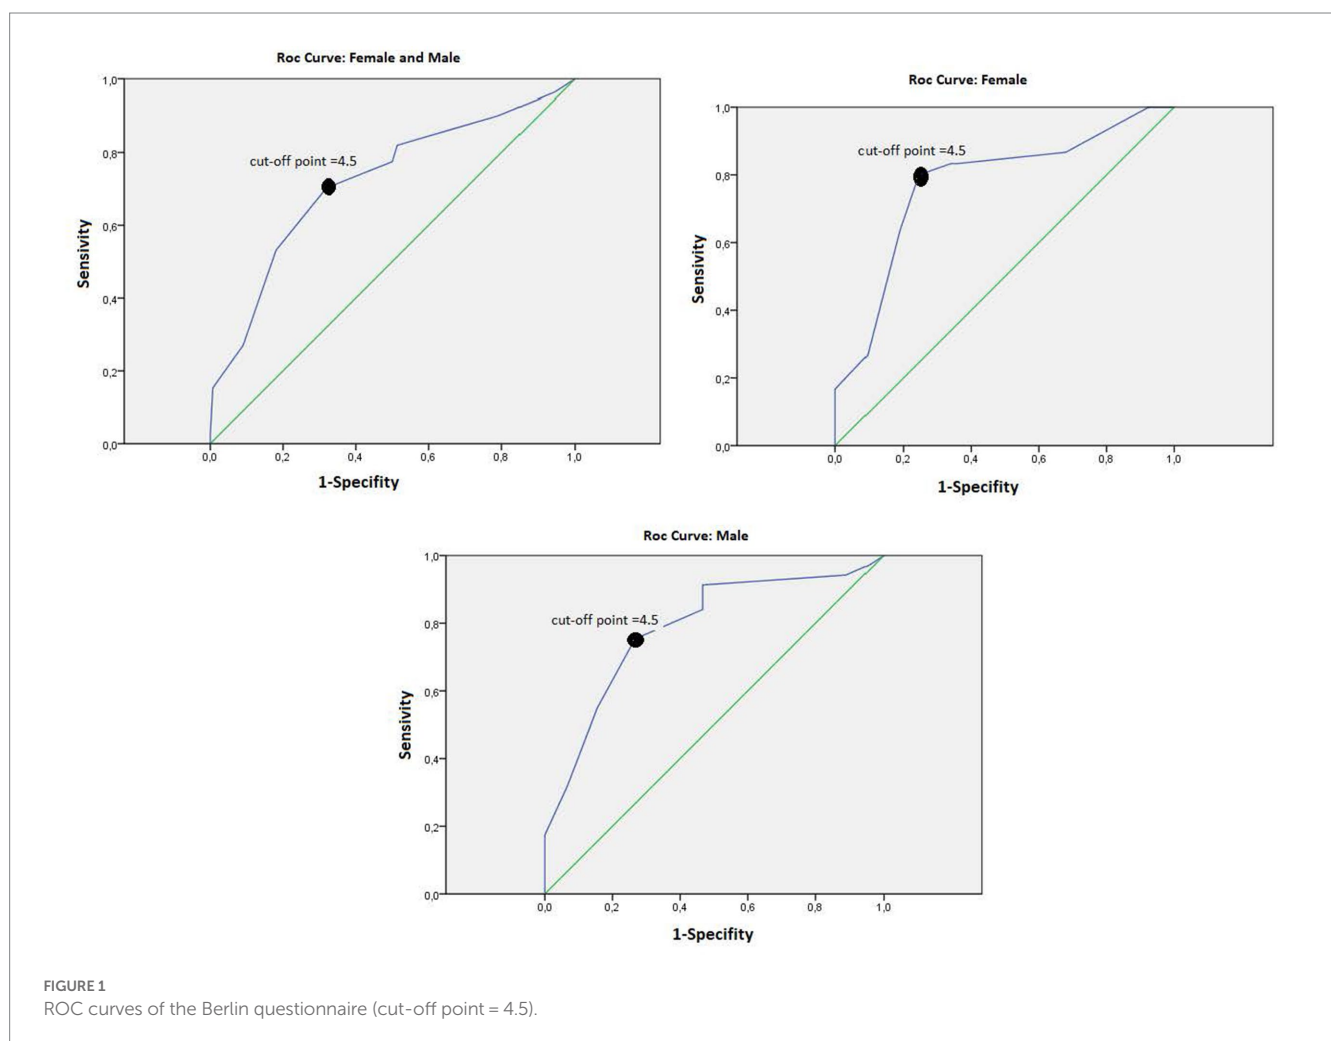 Roc Curve: Female and Male
1,0
0,8
0,6
0,4
0,2
0,0
cut-off point =4.5
Sensivity
0,0 0,2 0,4 0,6 0,8 1,0
1-Specifity
Roc Curve: Female
1,0
0,8
0,6
0,4
0,2
0,0
cut-off point =4.5
Sensivity
0,0 0,2 0,4 0,6 0,8 1,0
1-Specifity
Roc Curve: Male
1,0
0,8
0,6
0,4
0,2
0,0
cut-off point =4.5
Sensivity
0,0 0,2 0,4 0,6 0,8 1,0
1-Specifity
FIGURE 1
ROC curves of the Berlin questionnaire (cut-off point = 4.5).